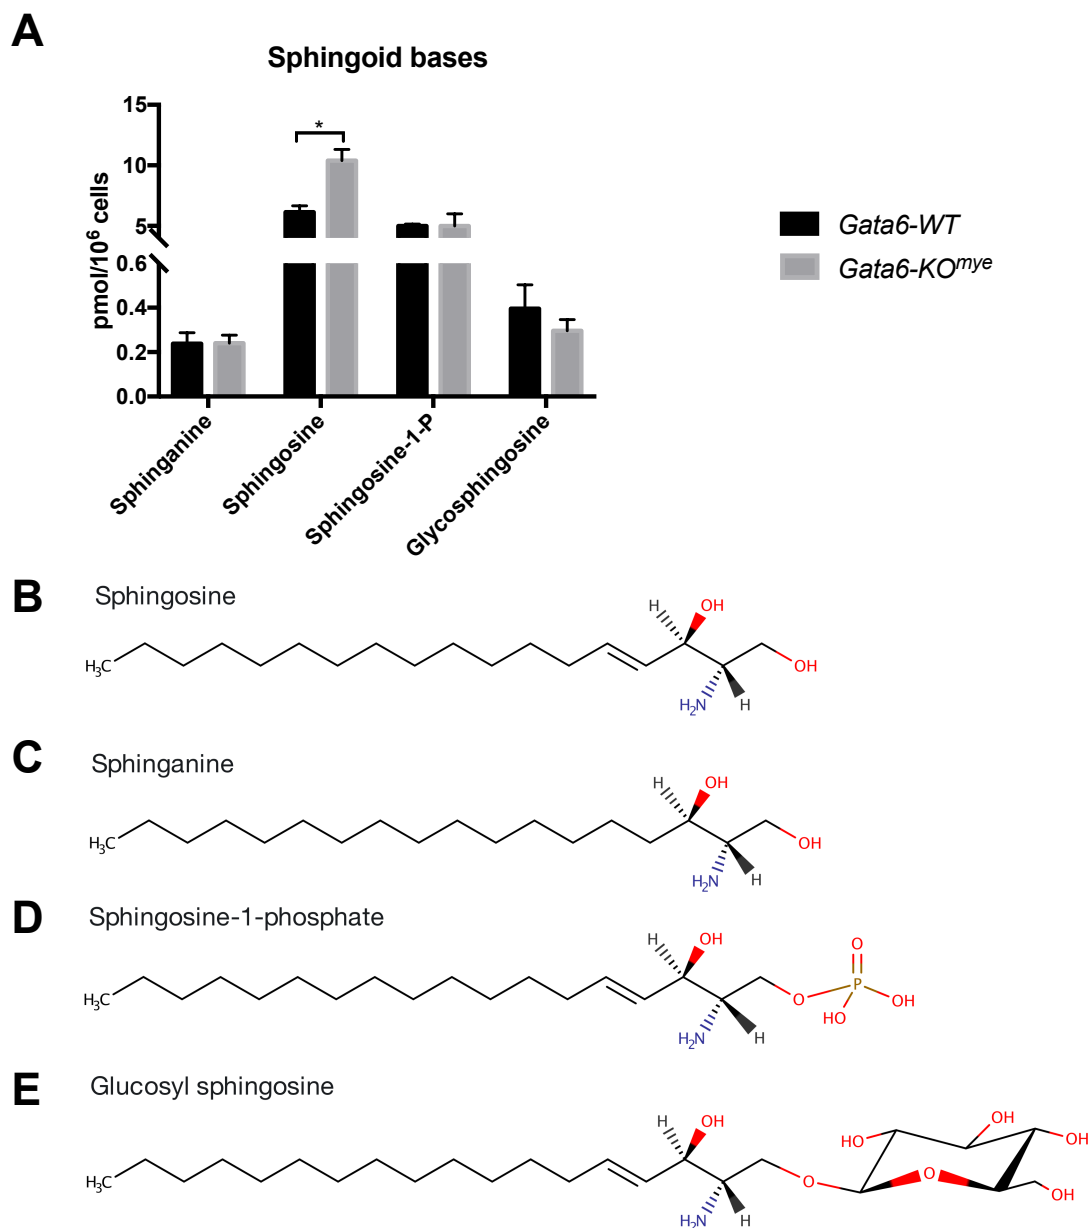 A
Sphingoid bases
pmol/10⁶ cells
15
10
5
0.6
0.4
0.2
0.0
*
Sphinganine
Sphingosine
Sphingosine-1-P
Glycosphingosine
Gata6-WT
Gata6-KOᵐʸᵉ
B
Sphingosine
H₃C
H
OH
H₂N
H
OH
C
Sphinganine
H₃C
H
OH
H₂N
H
OH
D
Sphingosine-1-phosphate
H₃C
H
OH
H₂N
H
O
O
P
HO
OH
E
Glucosyl sphingosine
H₃C
H
OH
H₂N
H
O
HO
OH
OH
O
OH